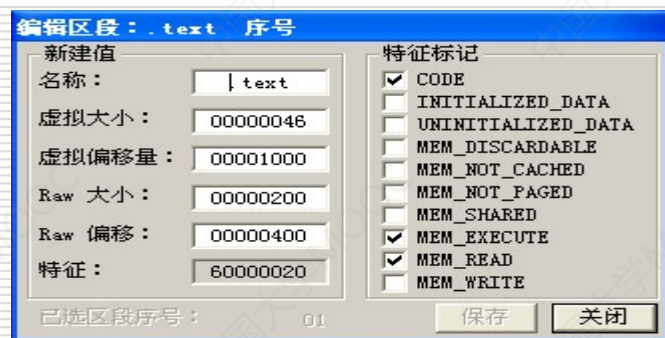 编辑区段：.text 序号
新建值
名称： .text
虚拟大小： 00000046
虚拟偏移量： 00001000
Raw 大小： 00000200
Raw 偏移： 00000400
特征： 60000020
特征标记
CODE
INITIALIZED_DATA
UNINITIALIZED_DATA
MEM_DISCARDABLE
MEM_NOT_CACHED
MEM_NOT_PAGED
MEM_SHARED
MEM_EXECUTE
MEM_READ
MEM_WRITE
已选区段序号： 01
保存 关闭